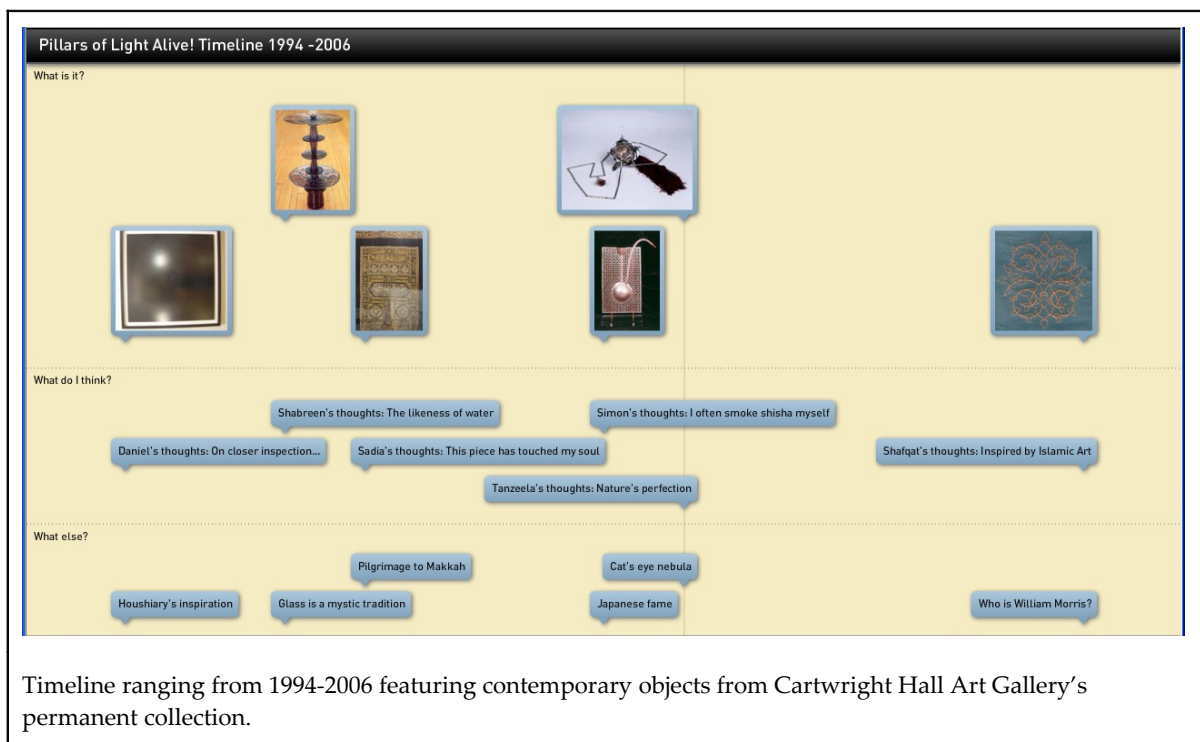 Pillars of Light Alive! Timeline 1994 -2006
What is it?
What do I think?
Shabreen's thoughts: The likeness of water
Simon's thoughts: I often smoke shisha myself
Daniel's thoughts: On closer inspection...
Sadia's thoughts: This piece has touched my soul
Shafqat's thoughts: Inspired by Islamic Art
Tanzeela's thoughts: Nature's perfection
What else?
Pilgrimage to Makkah
Cat's eye nebula
Houshiary's inspiration
Glass is a mystic tradition
Japanese fame
Who is William Morris?
Timeline ranging from 1994-2006 featuring contemporary objects from Cartwright Hall Art Gallery's
permanent collection.